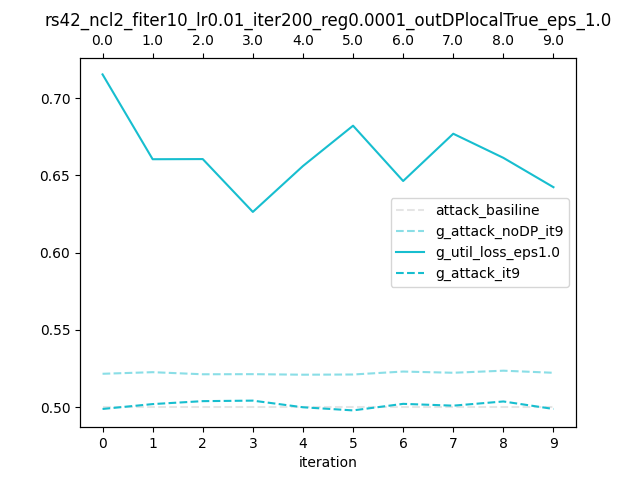 rs42_ncl2_fiter10_lr0.01_iter200_reg0.0001_outDPlocalTrue_eps_1.0
0.0 1.0 2.0 3.0 4.0 5.0 6.0 7.0 8.0 9.0
0.70
0.65
0.60
0.55
0.50
attack_basiline
g_attack_noDP_it9
g_util_loss_eps1.0
g_attack_it9
0 1 2 3 4 5 6 7 8 9
iteration